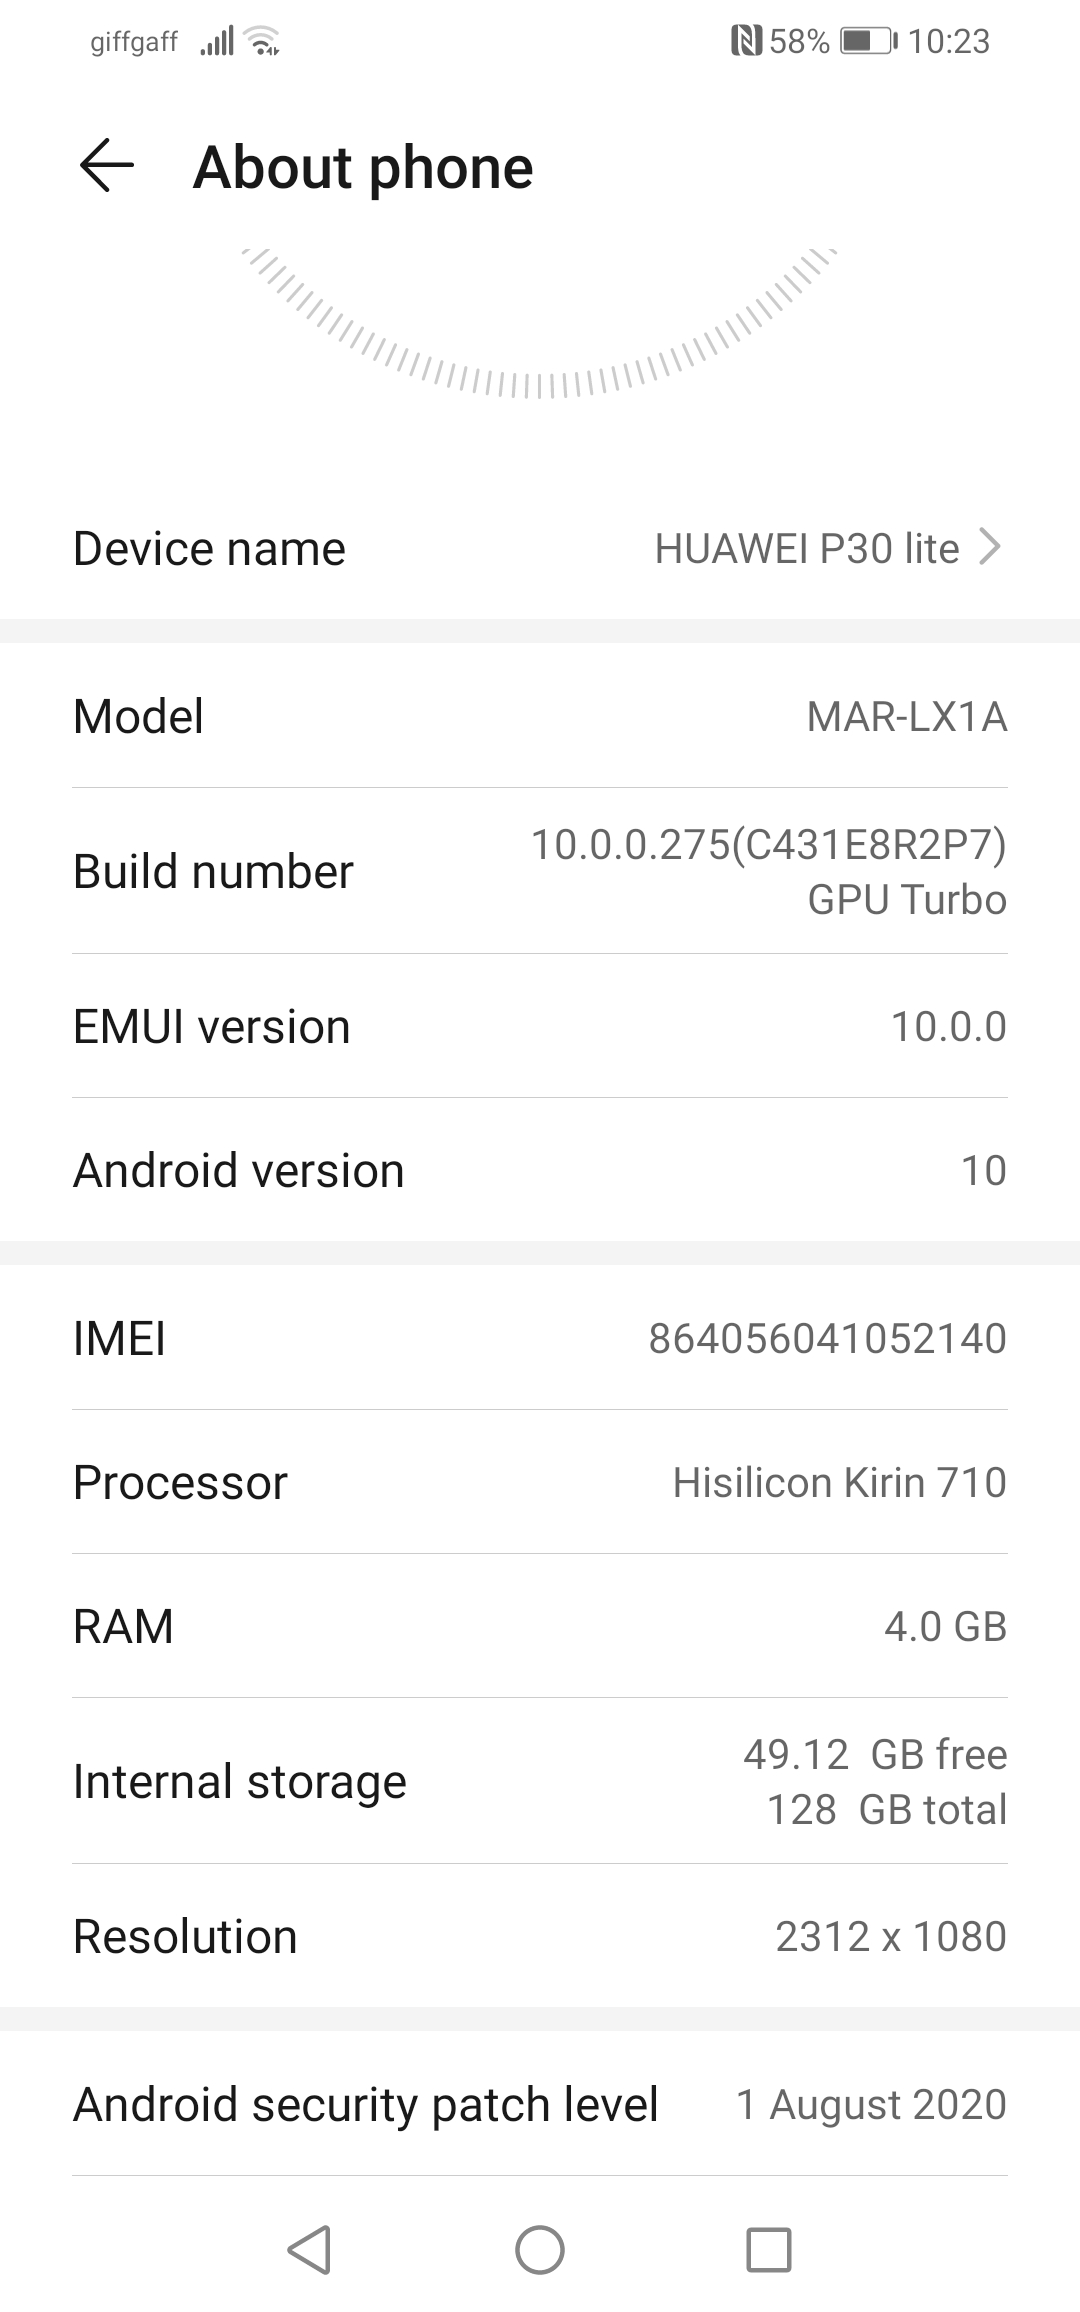 giffgaff 58% 10:23
About phone
Device name HUAWEI P30 lite
Model MAR-LX1A
Build number 10.0.0.275(C431E8R2P7)
GPU Turbo
EMUI version 10.0.0
Android version 10
IMEI 864056041052140
Processor Hisilicon Kirin 710
RAM 4.0 GB
Internal storage 49.12 GB free
128 GB total
Resolution 2312 x 1080
Android security patch level 1 August 2020